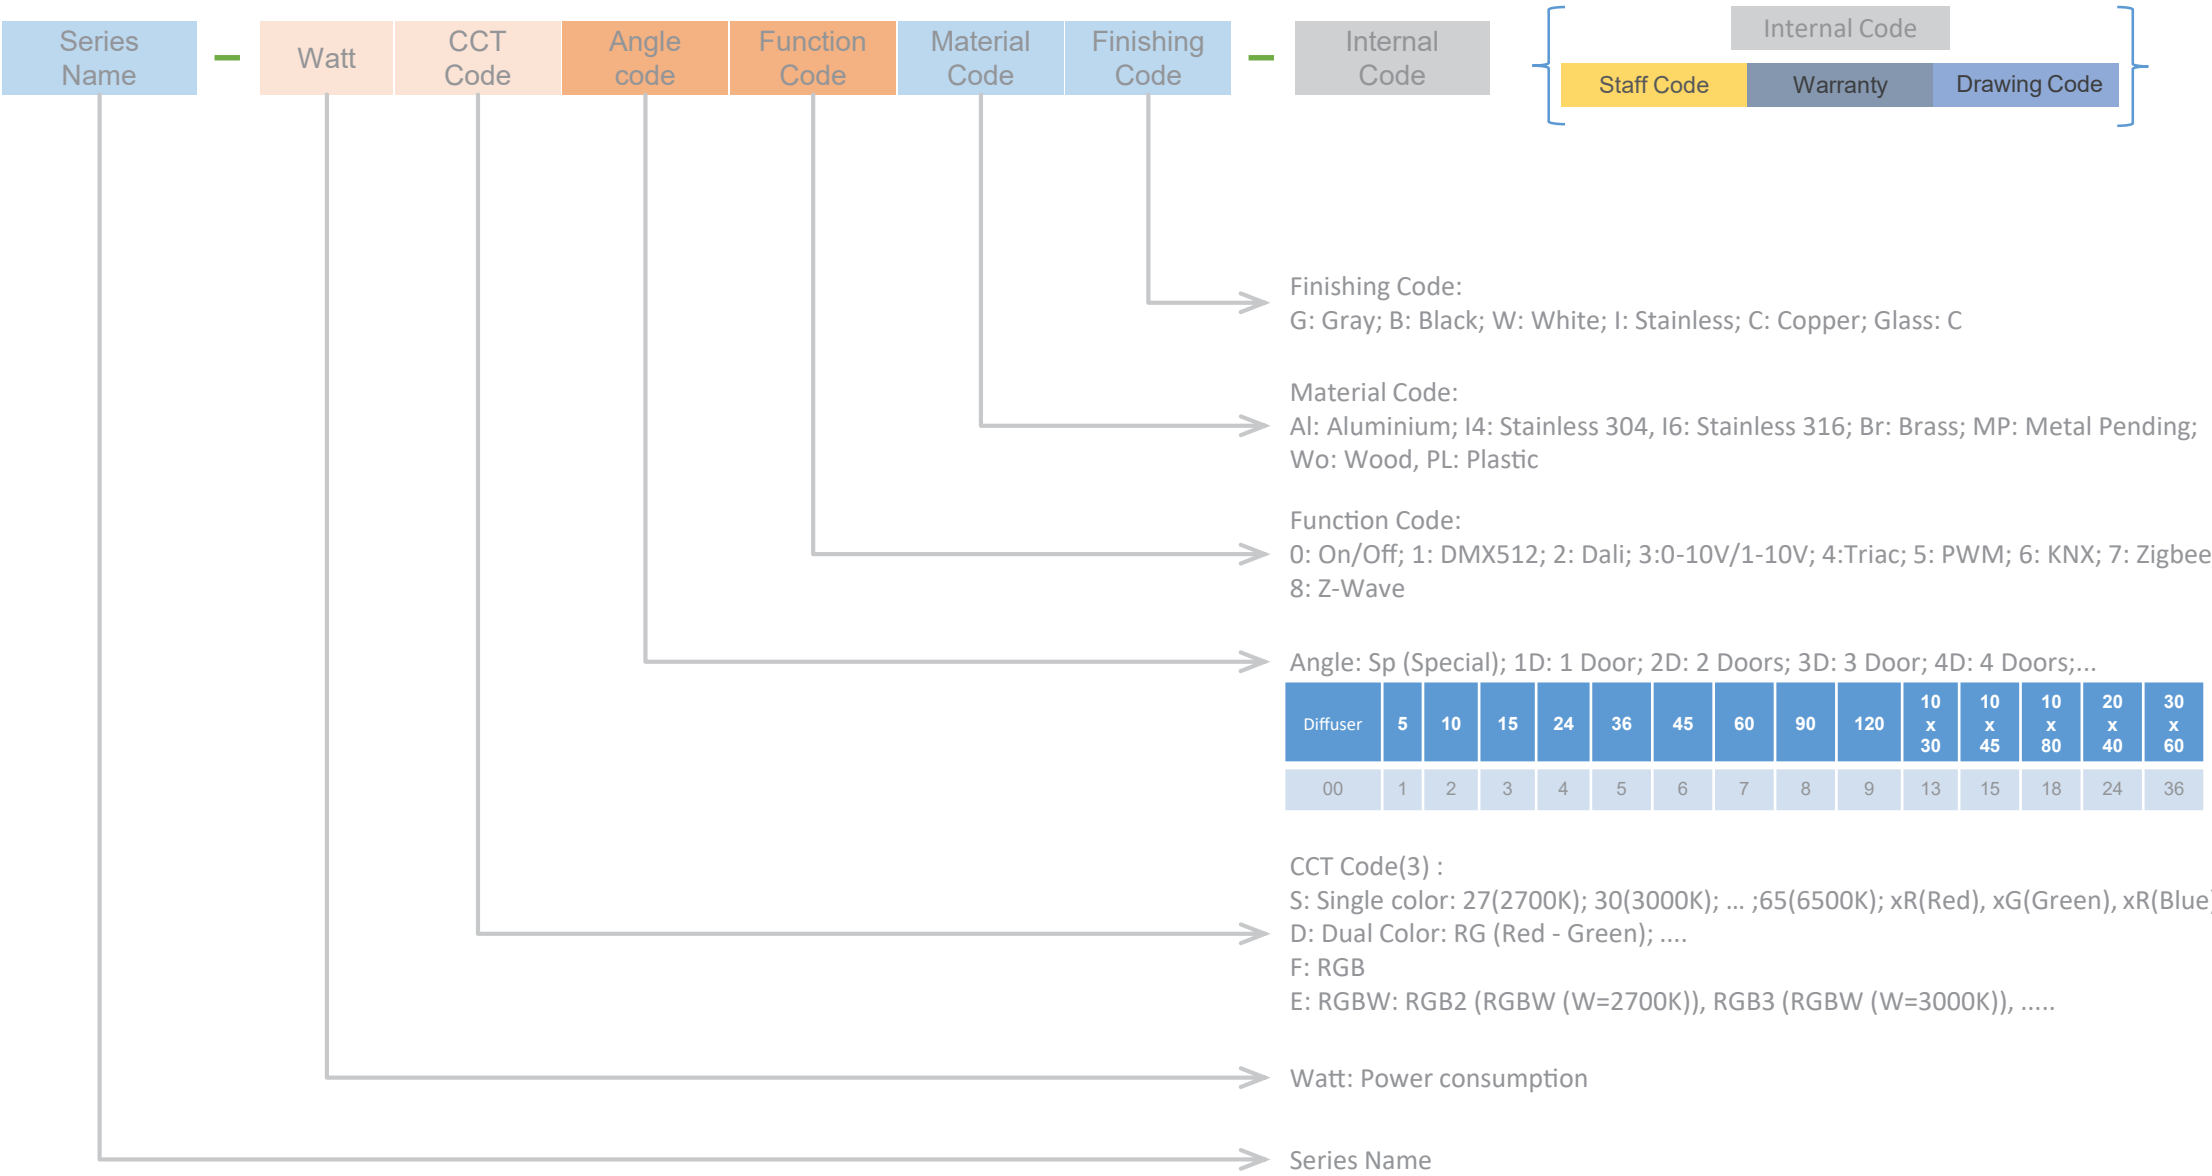 Series Name
–
Watt
CCT Code
Angle code
Function Code
Material Code
Finishing Code
–
Internal Code
Internal Code
Staff Code
Warranty
Drawing Code
Finishing Code:
G: Gray; B: Black; W: White; I: Stainless; C: Copper; Glass: C
Material Code:
Al: Aluminium; I4: Stainless 304, I6: Stainless 316; Br: Brass; MP: Metal Pending;
Wo: Wood, PL: Plastic
Function Code:
0: On/Off; 1: DMX512; 2: Dali; 3:0-10V/1-10V; 4:Triac; 5: PWM; 6: KNX; 7: Zigbee
8: Z-Wave
Angle: Sp (Special); 1D: 1 Door; 2D: 2 Doors; 3D: 3 Door; 4D: 4 Doors;...
Diffuser 5 10 15 24 36 45 60 90 120 10 x 30 10 x 45 10 x 80 20 x 40 30 x 60
00 1 2 3 4 5 6 7 8 9 13 15 18 24 36
CCT Code(3) :
S: Single color: 27(2700K); 30(3000K); ... ;65(6500K); xR(Red), xG(Green), xR(Blue)
D: Dual Color: RG (Red - Green); ....
F: RGB
E: RGBW: RGB2 (RGBW (W=2700K)), RGB3 (RGBW (W=3000K)), .....
Watt: Power consumption
Series Name